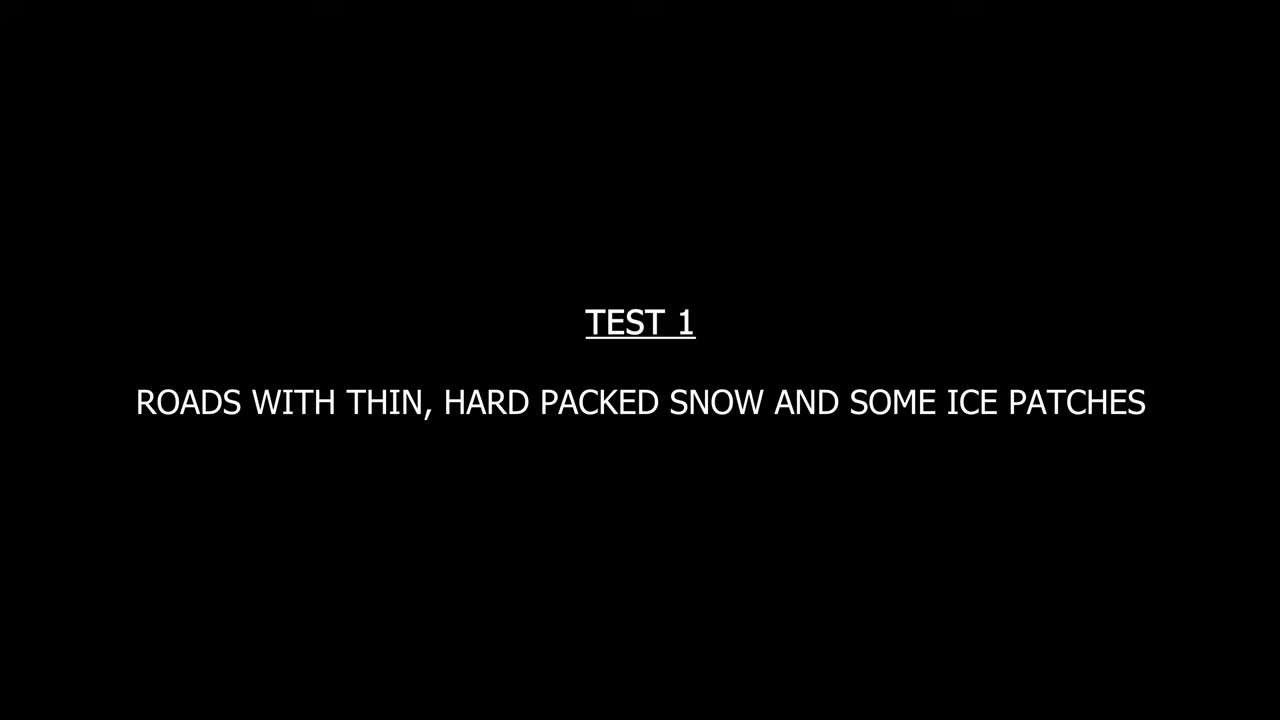 TEST 1
ROADS WITH THIN, HARD PACKED SNOW AND SOME ICE PATCHES